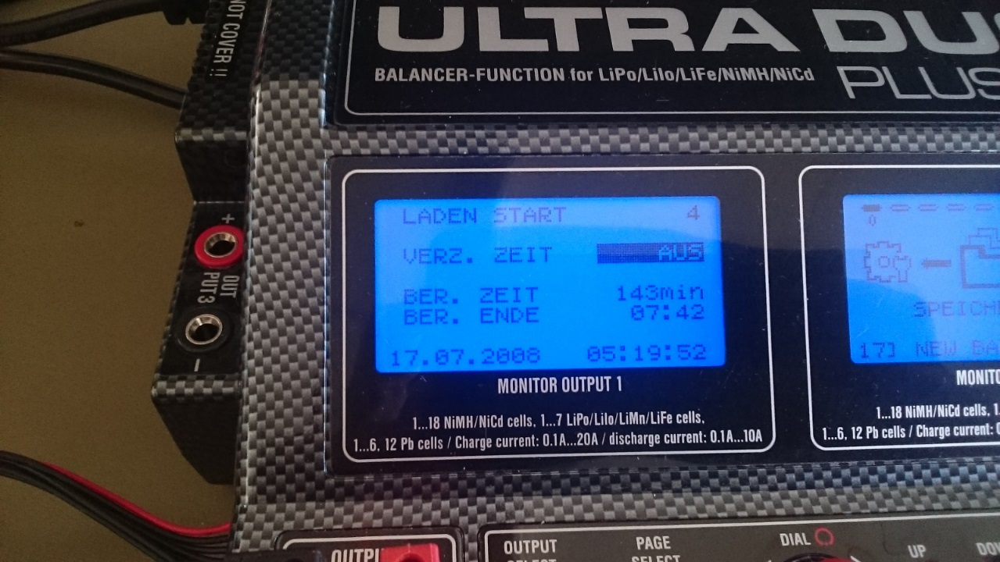 NOT COVER !!
ULTRA DU
BALANCER-FUNCTION for LiPo/LiIo/LiFe/NiMH/NiCd
PLUS
LADEN START 4
VERZ. ZEIT AUS
BER. ZEIT 143min
BER. ENDE 07:42
17.07.2008 05:19:52
MONITOR OUTPUT 1
1...18 NiMH/NiCd cells, 1...7 LiPo/LiIo/LiMn/LiFe cells,
1...6, 12 Pb cells / Charge current: 0.1A...20A / discharge current: 0.1A...10A
0
SPEICH
17] NEW BA
MONITO
1...18 NiMH/NiCd cells, 1
1...6, 12 Pb cells / Charge current: 0
+
OUT
PUT3
−
OUTPU
OUTPUT
SELECT
PAGE
SELECT
DIAL
UP
DO